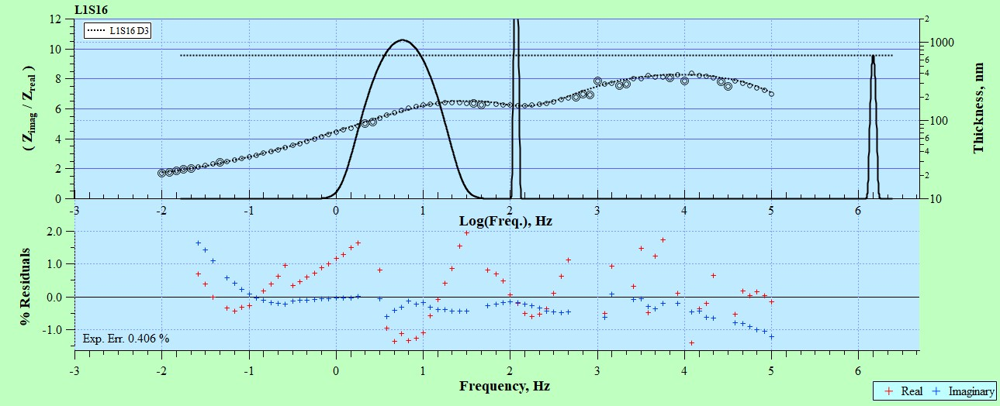 L1S16
L1S16 D3
12
10
8
6
4
2
0
( Zimag / Zreal )
2
1000
6
4
2
100
6
4
2
10
Thickness, nm
-3 -2 -1 0 1 2 3 4 5 6
Log(Freq.), Hz
2.0
1.0
0.0
-1.0
% Residuals
Exp. Err. 0.406 %
-3 -2 -1 0 1 2 3 4 5 6
Frequency, Hz
Real Imaginary